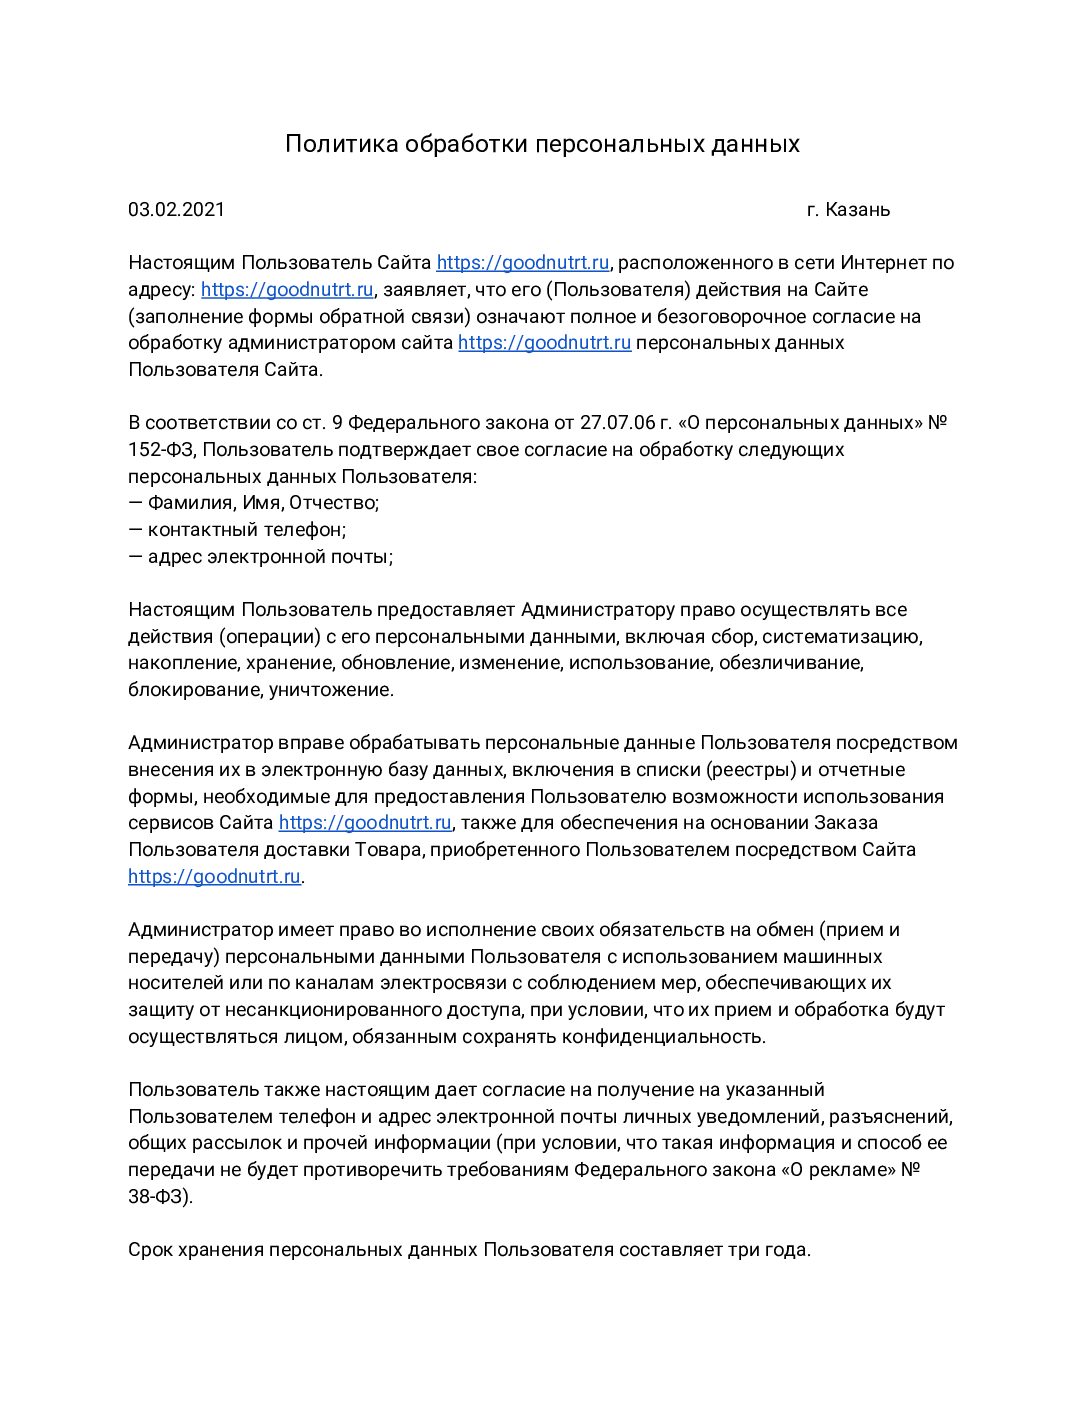 Политика обработки персональных данных
03.02.2021 г. Казань
Настоящим Пользователь Сайта https://goodnutrt.ru, расположенного в сети Интернет по
адресу: https://goodnutrt.ru, заявляет, что его (Пользователя) действия на Сайте
(заполнение формы обратной связи) означают полное и безоговорочное согласие на
обработку администратором сайта https://goodnutrt.ru персональных данных
Пользователя Сайта.
В соответствии со ст. 9 Федерального закона от 27.07.06 г. «О персональных данных» №
152-ФЗ, Пользователь подтверждает свое согласие на обработку следующих
персональных данных Пользователя:
— Фамилия, Имя, Отчество;
— контактный телефон;
— адрес электронной почты;
Настоящим Пользователь предоставляет Администратору право осуществлять все
действия (операции) с его персональными данными, включая сбор, систематизацию,
накопление, хранение, обновление, изменение, использование, обезличивание,
блокирование, уничтожение.
Администратор вправе обрабатывать персональные данные Пользователя посредством
внесения их в электронную базу данных, включения в списки (реестры) и отчетные
формы, необходимые для предоставления Пользователю возможности использования
сервисов Сайта https://goodnutrt.ru, также для обеспечения на основании Заказа
Пользователя доставки Товара, приобретенного Пользователем посредством Сайта
https://goodnutrt.ru.
Администратор имеет право во исполнение своих обязательств на обмен (прием и
передачу) персональными данными Пользователя с использованием машинных
носителей или по каналам электросвязи с соблюдением мер, обеспечивающих их
защиту от несанкционированного доступа, при условии, что их прием и обработка будут
осуществляться лицом, обязанным сохранять конфиденциальность.
Пользователь также настоящим дает согласие на получение на указанный
Пользователем телефон и адрес электронной почты личных уведомлений, разъяснений,
общих рассылок и прочей информации (при условии, что такая информация и способ ее
передачи не будет противоречить требованиям Федерального закона «О рекламе» №
38-ФЗ).
Срок хранения персональных данных Пользователя составляет три года.